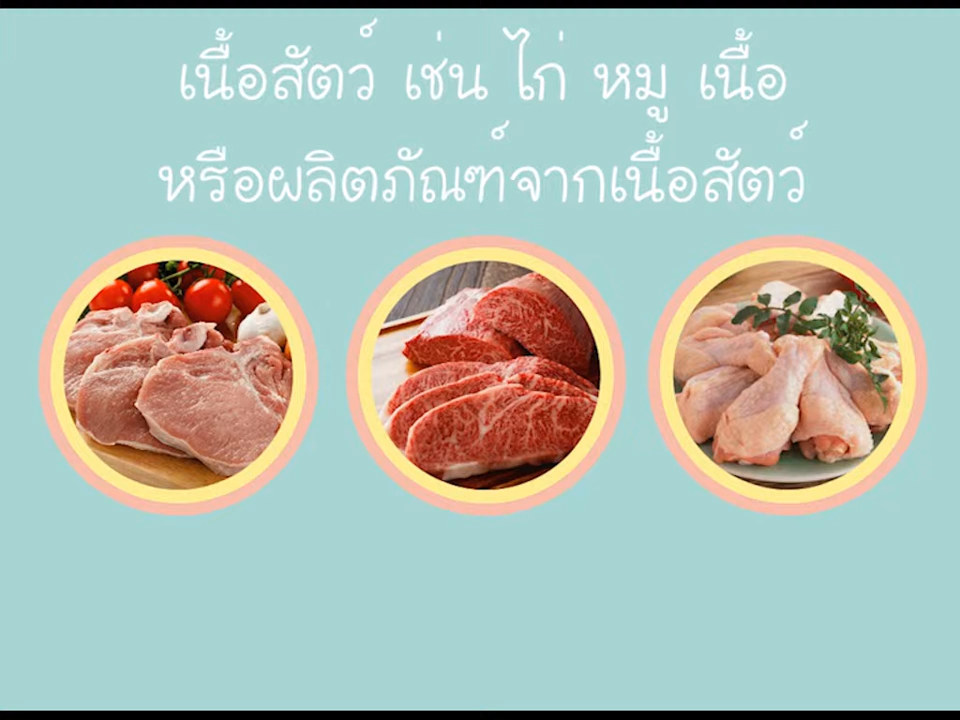 เนื้อสัตว์ เช่น ไก่ หมู เนื้อ
หรือผลิตภัณฑ์จากเนื้อสัตว์